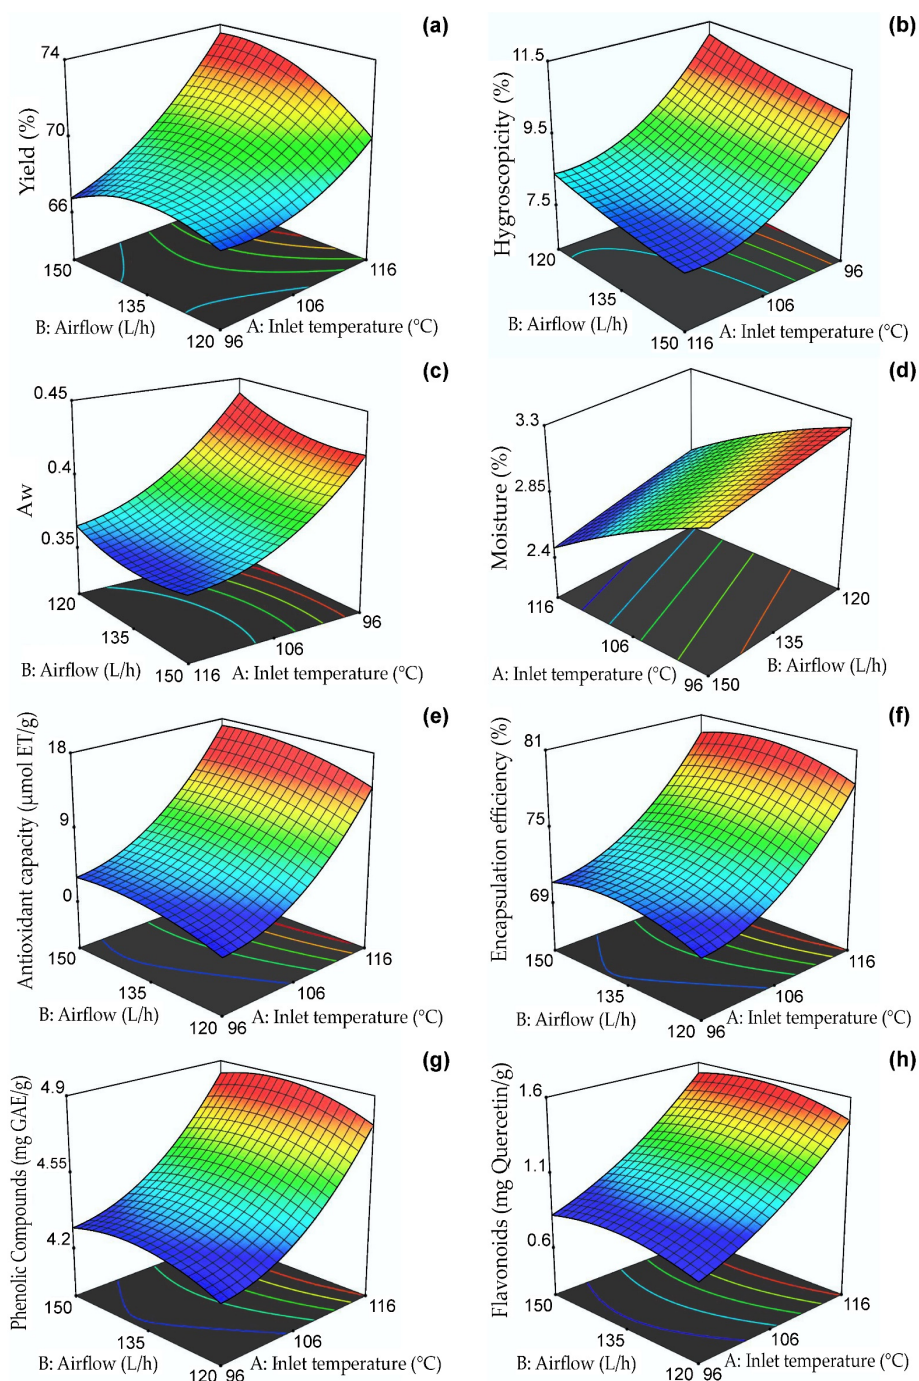 (a)
74
70
66
Yield (%)
150
135
120
B: Airflow (L/h)
96
106
116
A: Inlet temperature (°C)
(b)
11.5
9.5
7.5
Hygroscopicity (%)
120
135
150
B: Airflow (L/h)
116
106
96
A: Inlet temperature (°C)
(c)
0.45
0.4
0.35
Aw
120
135
150
B: Airflow (L/h)
116
106
96
A: Inlet temperature (°C)
(d)
3.3
2.85
2.4
Moisture (%)
116
106
96
A: Inlet temperature (°C)
150
135
120
B: Airflow (L/h)
(e)
18
9
0
Antioxidant capacity (µmol ET/g)
150
135
120
B: Airflow (L/h)
96
106
116
A: Inlet temperature (°C)
(f)
81
75
69
Encapsulation efficiency (%)
150
135
120
B: Airflow (L/h)
96
106
116
A: Inlet temperature (°C)
(g)
4.9
4.55
4.2
Phenolic Compounds (mg GAE/g)
150
135
120
B: Airflow (L/h)
96
106
116
A: Inlet temperature (°C)
(h)
1.6
1.1
0.6
Flavonoids (mg Quercetin/g)
150
135
120
B: Airflow (L/h)
96
106
116
A: Inlet temperature (°C)